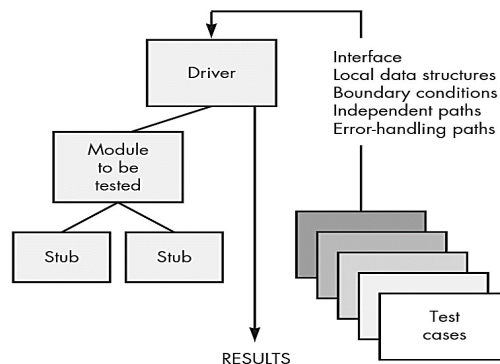 Driver
Interface
Local data structures
Boundary conditions
Independent paths
Error-handling paths
Module
to be
tested
Stub
Stub
Test
cases
RESULTS